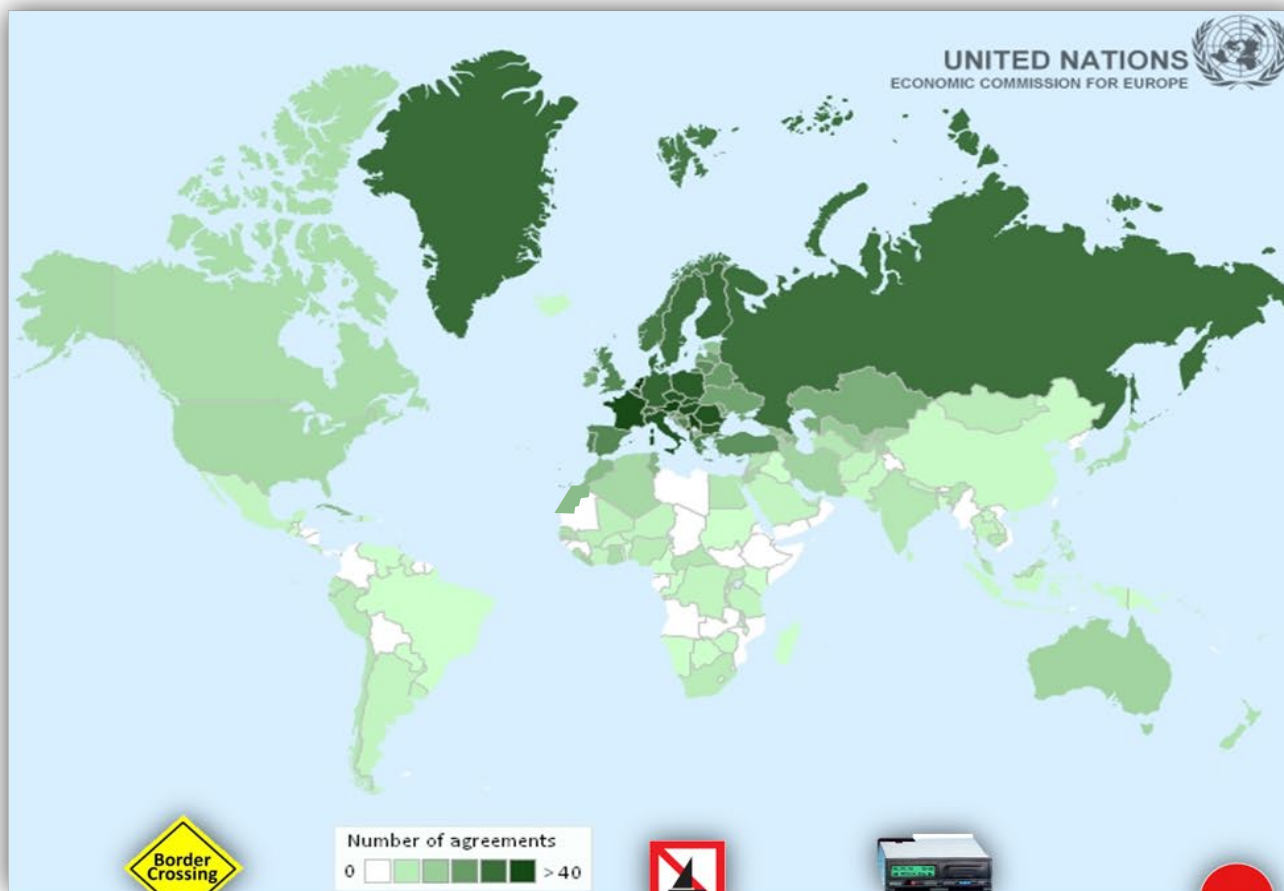 UNITED NATIONS
ECONOMIC COMMISSION FOR EUROPE
Border
Crossing
Number of agreements
0 > 40